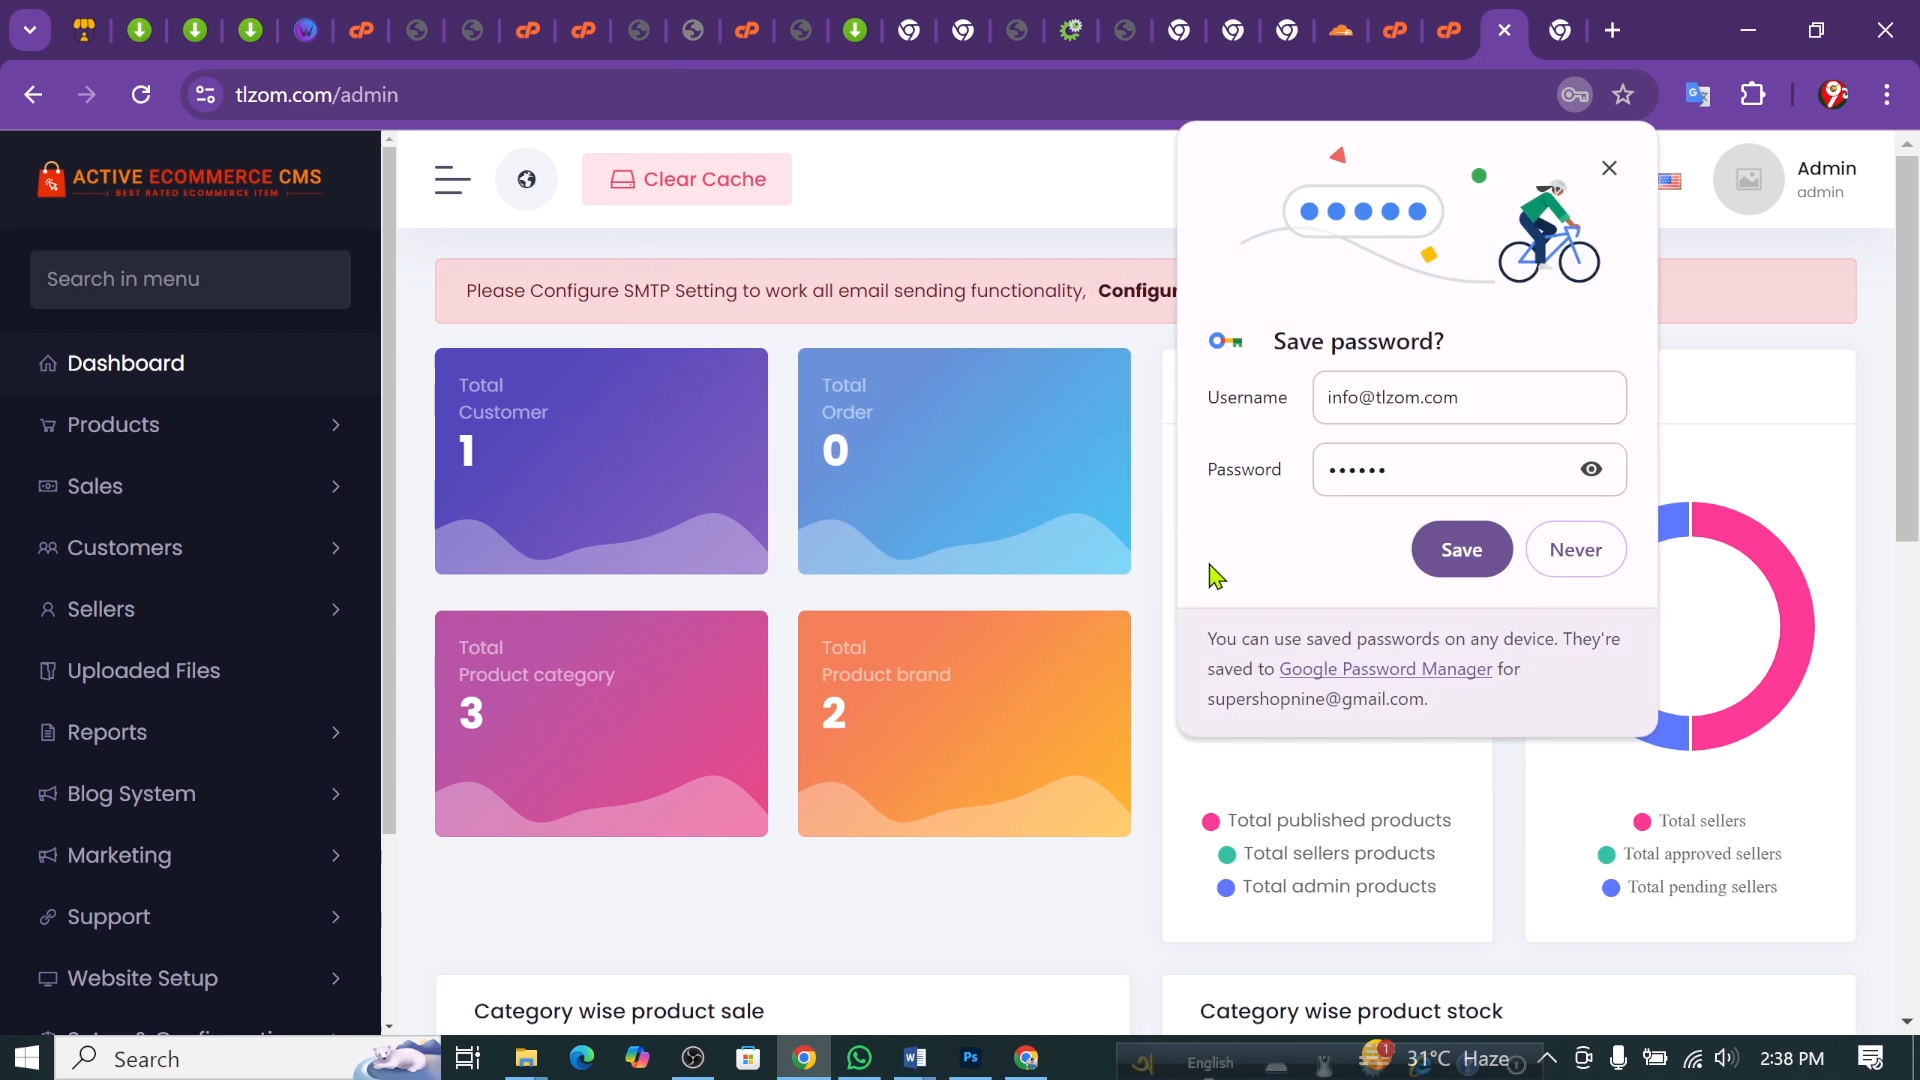 tlzom.com/admin
ACTIVE ECOMMERCE CMS
BEST RATED ECOMMERCE ITEM
Search in menu
Dashboard
Products
Sales
Customers
Sellers
Uploaded Files
Reports
Blog System
Marketing
Support
Website Setup
Clear Cache
Admin
admin
Please Configure SMTP Setting to work all email sending functionality, Configur
Total
Customer
1
Total
Order
0
Total
Product category
3
Total
Product brand
2
Save password?
Username
info@tlzom.com
Password
••••••
Save
Never
You can use saved passwords on any device. They're
saved to Google Password Manager for
supershopnine@gmail.com.
Total published products
Total sellers products
Total admin products
Total sellers
Total approved sellers
Total pending sellers
Category wise product sale
Category wise product stock
Search
English
1
31°C Haze
2:38 PM